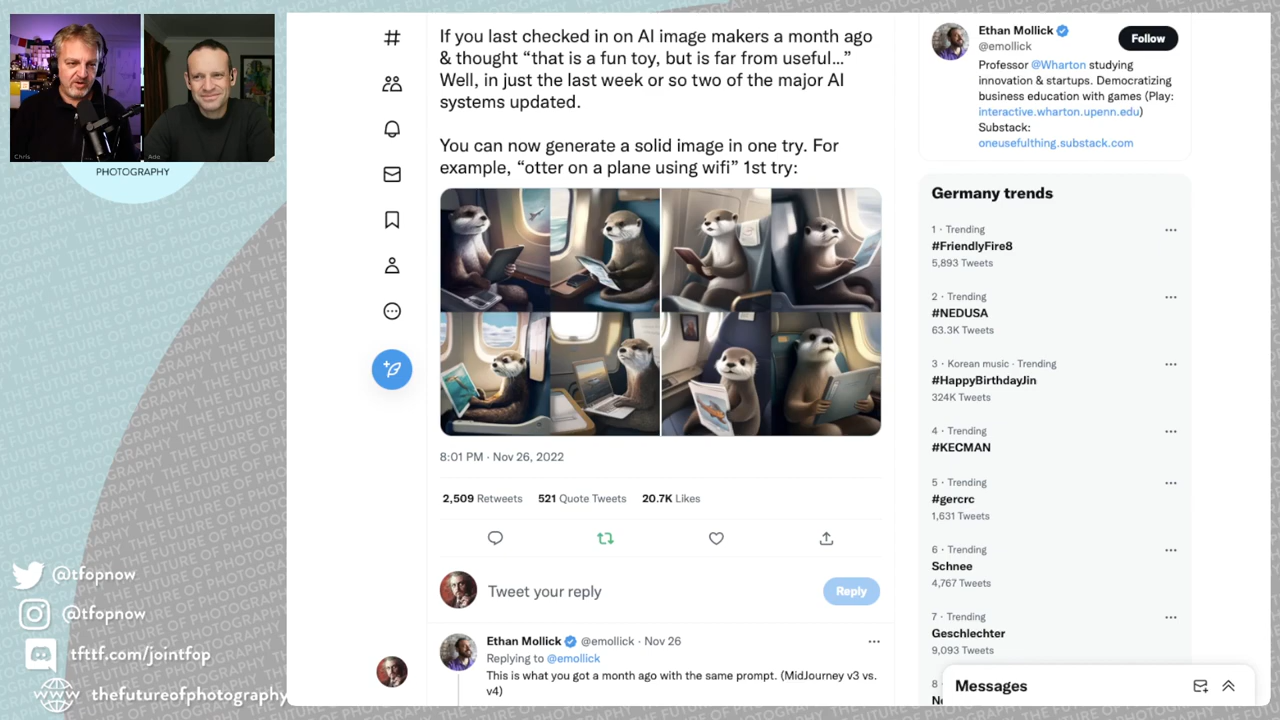 Chris
Ade
PHOTOGRAPHY
@tfopnow
@tfopnow
tfttf.com/jointfop
thefutureofphotography
If you last checked in on AI image makers a month ago
& thought “that is a fun toy, but is far from useful…”
Well, in just the last week or so two of the major AI
systems updated.
You can now generate a solid image in one try. For
example, “otter on a plane using wifi” 1st try:
8:01 PM · Nov 26, 2022
2,509 Retweets 521 Quote Tweets 20.7K Likes
Tweet your reply
Reply
Ethan Mollick @emollick · Nov 26
Replying to @emollick
This is what you got a month ago with the same prompt. (MidJourney v3 vs.
v4)
Ethan Mollick
@emollick
Follow
Professor @Wharton studying
innovation & startups. Democratizing
business education with games (Play:
interactive.wharton.upenn.edu)
Substack:
oneusefulthing.substack.com
Germany trends
1 · Trending
#FriendlyFire8
5,893 Tweets
2 · Trending
#NEDUSA
63.3K Tweets
3 · Korean music · Trending
#HappyBirthdayJin
324K Tweets
4 · Trending
#KECMAN
5 · Trending
#gercrc
1,631 Tweets
6 · Trending
Schnee
4,767 Tweets
7 · Trending
Geschlechter
9,093 Tweets
8
Messages